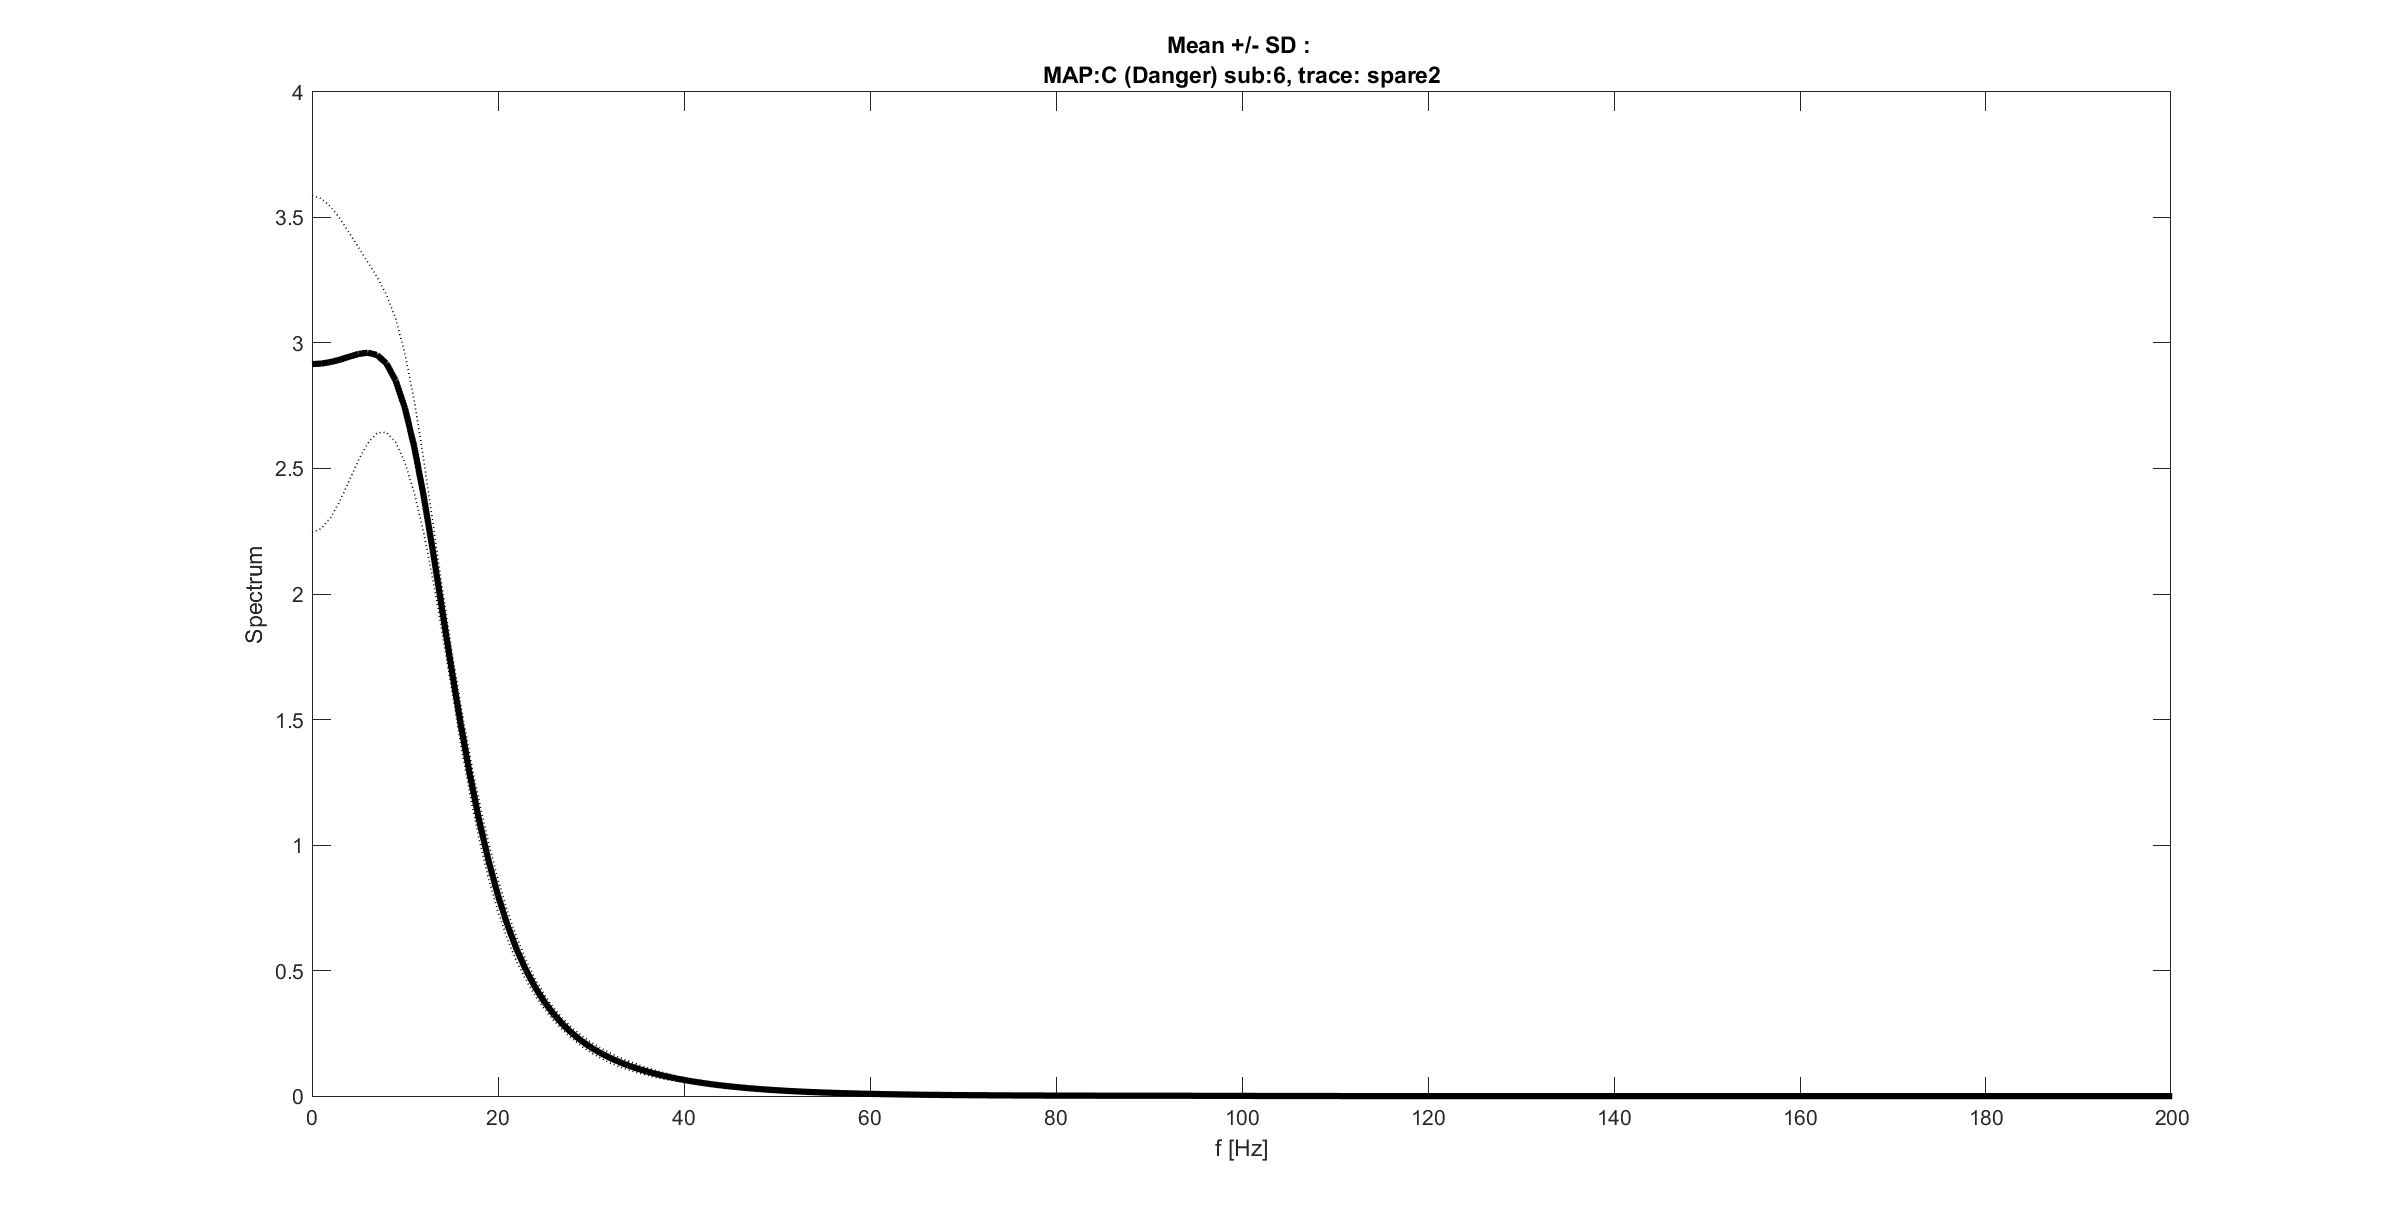 Mean +/- SD :
MAP:C (Danger) sub:6, trace: spare2
4
3.5
3
2.5
2
1.5
1
0.5
0
Spectrum
0 20 40 60 80 100 120 140 160 180 200
f [Hz]